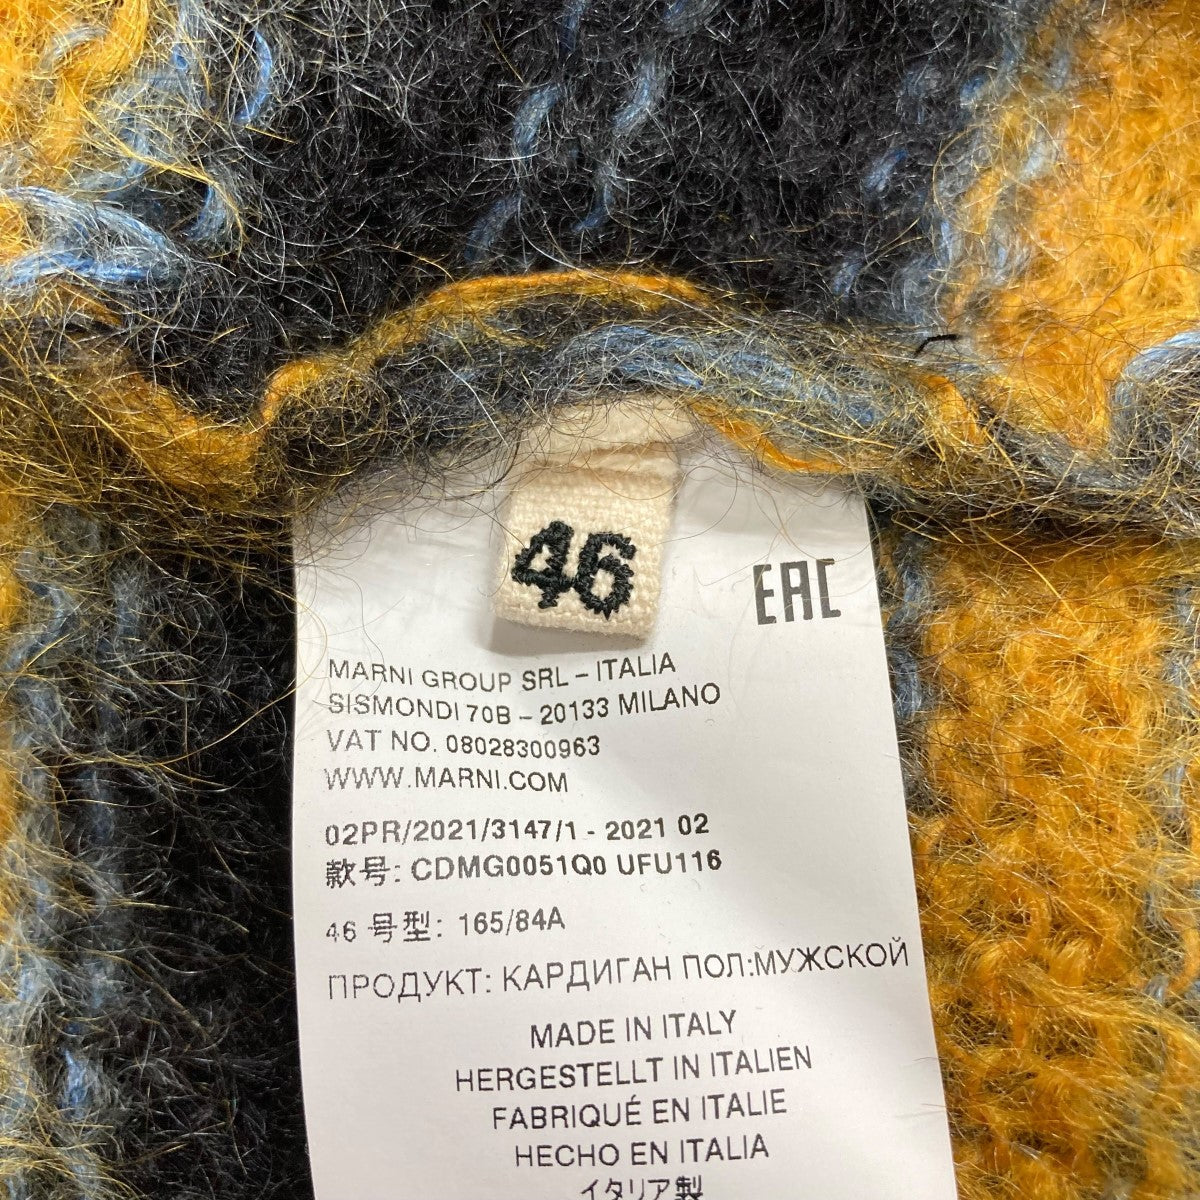 46
EAC
MARNI GROUP SRL – ITALIA
SISMONDI 70B – 20133 MILANO
VAT NO. 08028300963
WWW.MARNI.COM
02PR/2021/3147/1 - 2021 02
款号: CDMG0051Q0 UFU116
46 号型: 165/84A
ПРОДУКТ: КАРДИГАН ПОЛ:МУЖСКОЙ
MADE IN ITALY
HERGESTELLT IN ITALIEN
FABRIQUÉ EN ITALIE
HECHO EN ITALIA
イタリア製